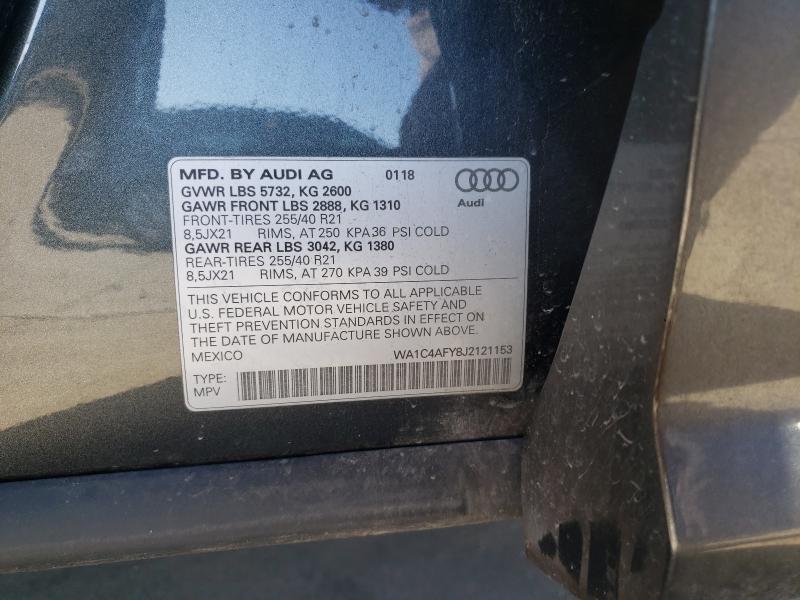 MFD. BY AUDI AG 0118
GVWR LBS 5732, KG 2600
GAWR FRONT LBS 2888, KG 1310
FRONT-TIRES 255/40 R21
8,5JX21 RIMS, AT 250 KPA 36 PSI COLD
GAWR REAR LBS 3042, KG 1380
REAR-TIRES 255/40 R21
8,5JX21 RIMS, AT 270 KPA 39 PSI COLD
Audi
THIS VEHICLE CONFORMS TO ALL APPLICABLE
U.S. FEDERAL MOTOR VEHICLE SAFETY AND
THEFT PREVENTION STANDARDS IN EFFECT ON
THE DATE OF MANUFACTURE SHOWN ABOVE.
MEXICO WA1C4AFY8J2121153
TYPE:
MPV